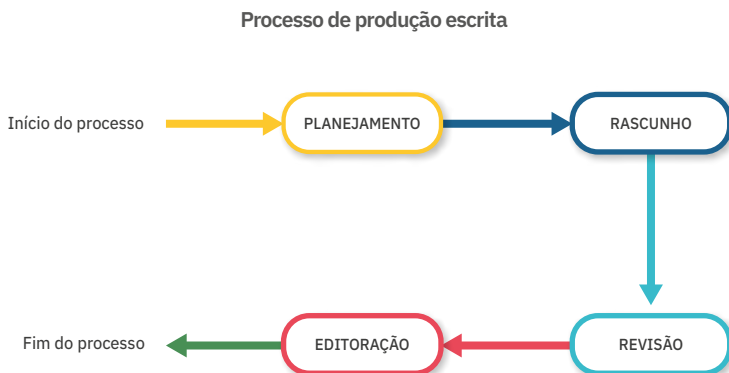 Processo de produção escrita
Início do processo
PLANEJAMENTO
RASCUNHO
Fim do processo
EDITORAÇÃO
REVISÃO